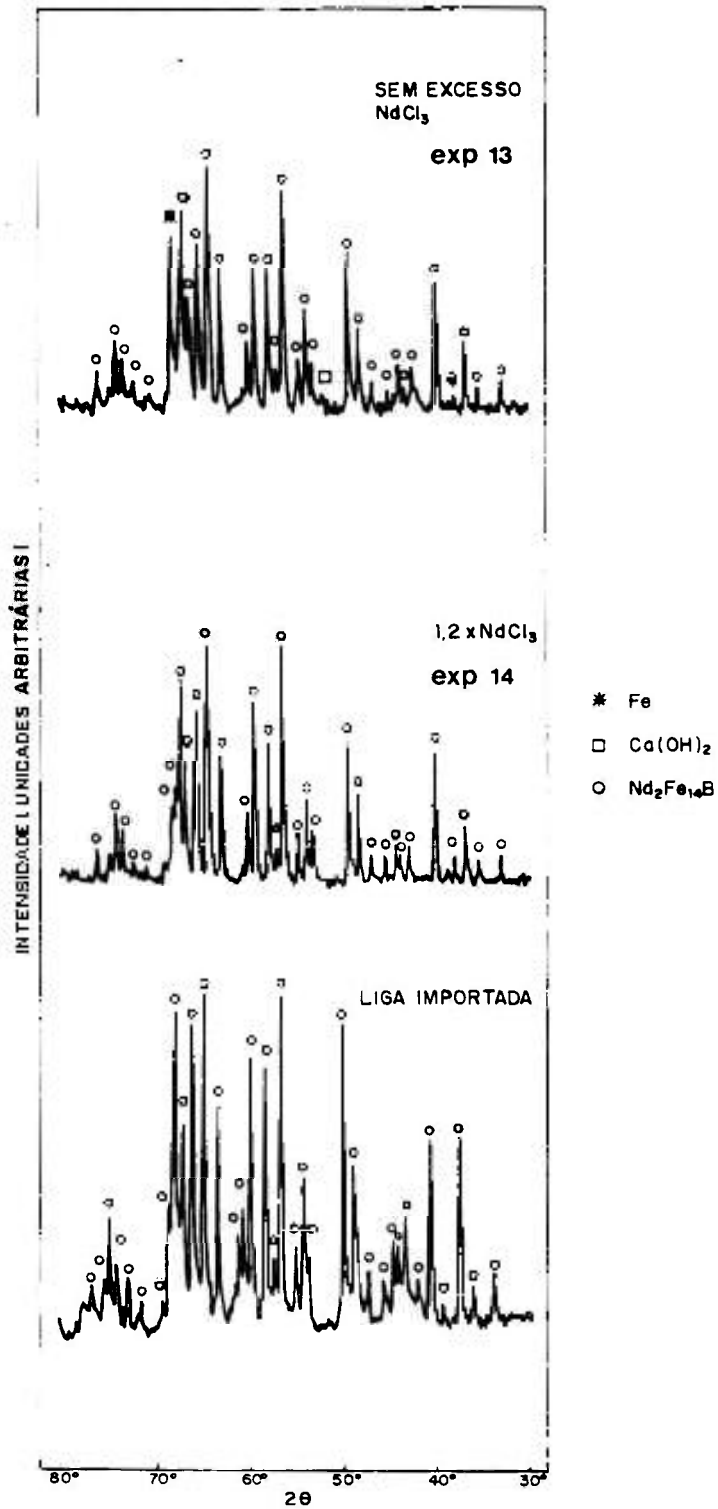 SEM EXCESSO
NdCl₃
exp 13
1,2 x NdCl₃
exp 14
LIGA IMPORTADA
INTENSIDADE ( UNIDADES ARBITRÁRIAS )
Fe
Ca(OH)₂
Nd₂Fe₁₄B
80° 70° 60° 50° 40° 30°
2θ